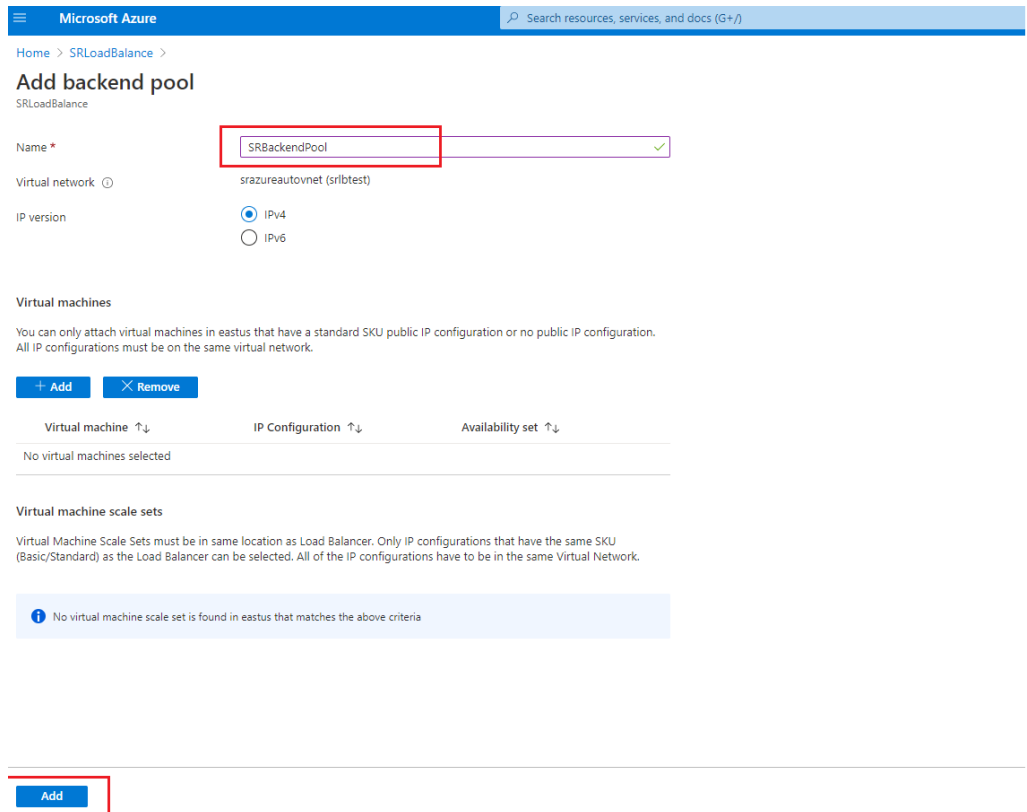 Microsoft Azure
Search resources, services, and docs (G+/)
Home > SRLoadBalance >
Add backend pool
SRLoadBalance
Name *
SRBackendPool
Virtual network
srazureautovnet (srlbtest)
IP version
IPv4
IPv6
Virtual machines
You can only attach virtual machines in eastus that have a standard SKU public IP configuration or no public IP configuration.
All IP configurations must be on the same virtual network.
+ Add
Remove
Virtual machine ↑↓ IP Configuration ↑↓ Availability set ↑↓
No virtual machines selected
Virtual machine scale sets
Virtual Machine Scale Sets must be in same location as Load Balancer. Only IP configurations that have the same SKU
(Basic/Standard) as the Load Balancer can be selected. All of the IP configurations have to be in the same Virtual Network.
No virtual machine scale set is found in eastus that matches the above criteria
Add